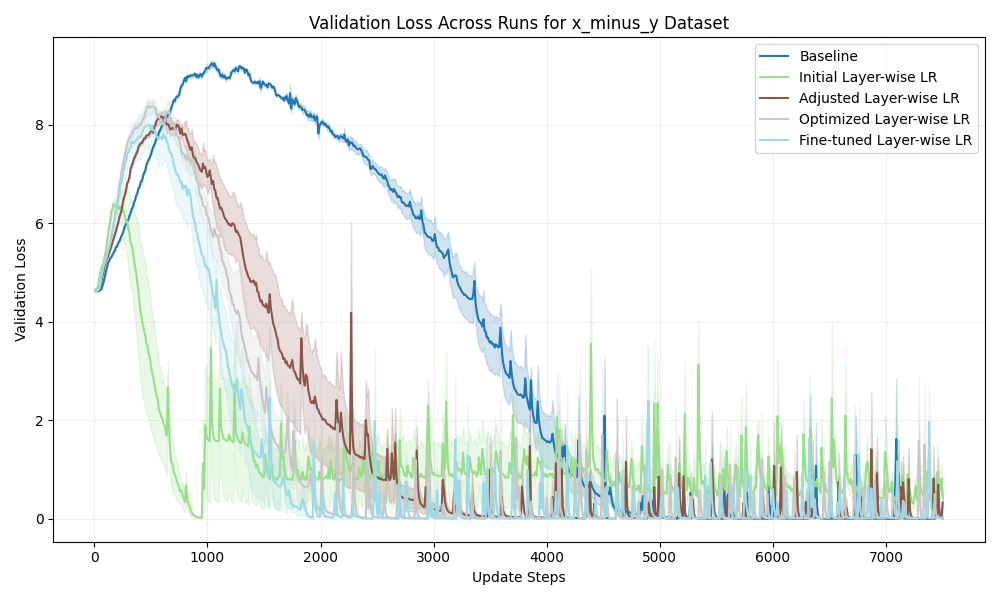 Validation Loss Across Runs for x_minus_y Dataset
Baseline
Initial Layer-wise LR
Adjusted Layer-wise LR
Optimized Layer-wise LR
Fine-tuned Layer-wise LR
Validation Loss
8
6
4
2
0
0 1000 2000 3000 4000 5000 6000 7000
Update Steps